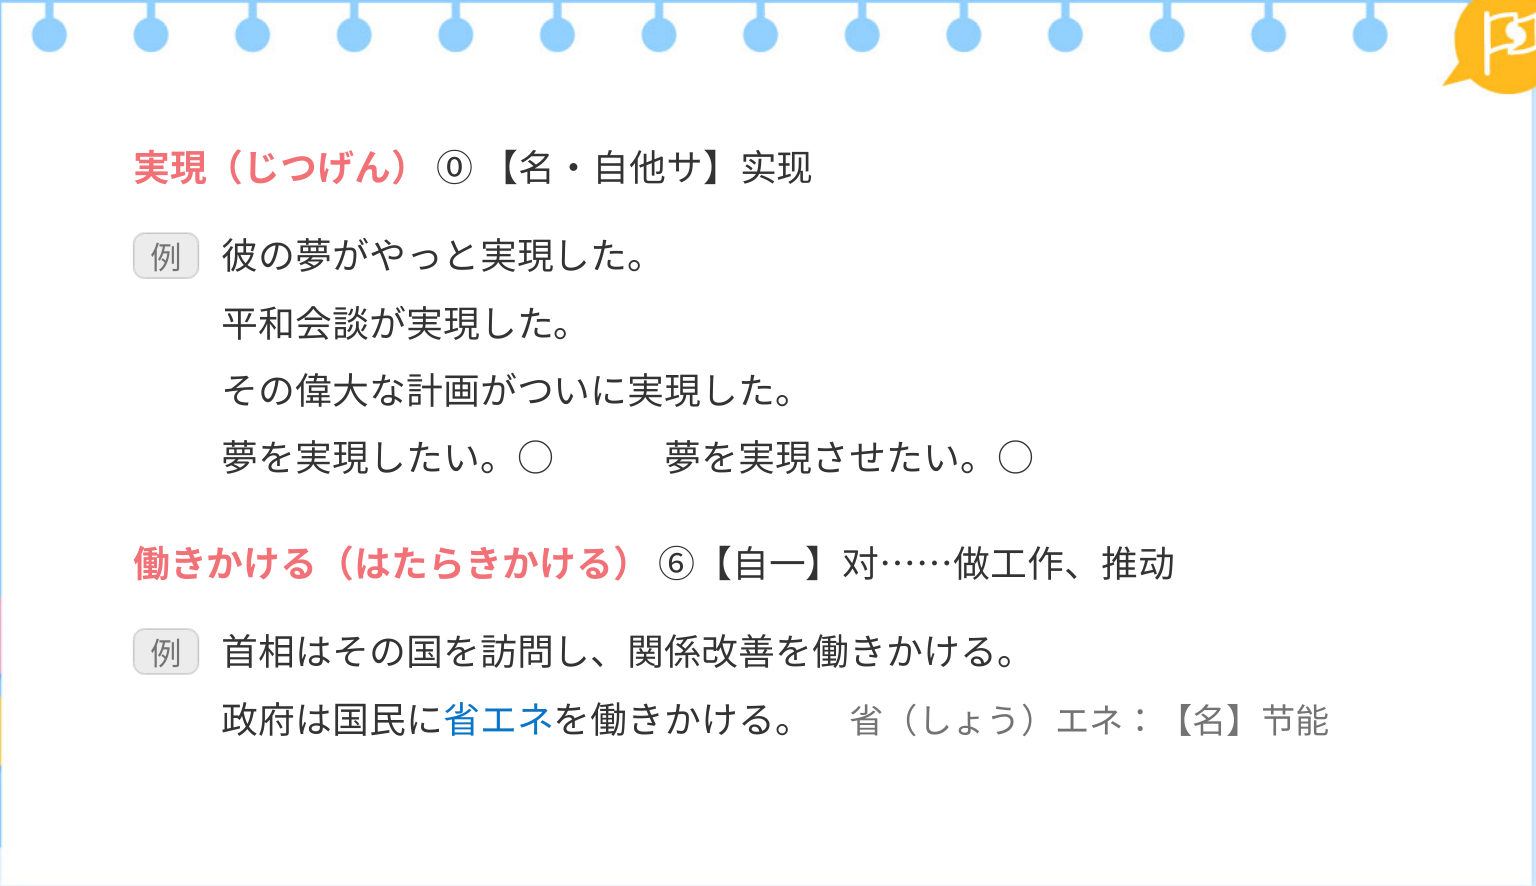 実現（じつげん） ⓪ 【名・自他サ】实现
例 彼の夢がやっと実現した。
平和会談が実現した。
その偉大な計画がついに実現した。
夢を実現したい。〇 夢を実現させたい。〇
働きかける（はたらきかける） ⑥【自一】对……做工作、推动
例 首相はその国を訪問し、関係改善を働きかける。
政府は国民に省エネを働きかける。 省（しょう）エネ：【名】节能